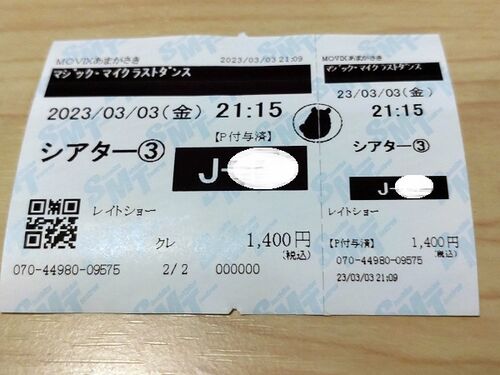 MOVIXあまがさき 2023/03/03 21:09
マジック・マイクラストダンス
2023/03/03(金) 21:15
【P付与済】
シアター③
J-
レイトショー
クレ 1,400円
(税込)
070-44980-09575 2/2 000000
MOVIXあまがさき
マジック・マイクラストダンス
23/03/03(金)
21:15
シアター③
J-
レイトショー
【P付与済】 1,400円
070-44980-09575 (税込)
23/03/03 21:09
SMT